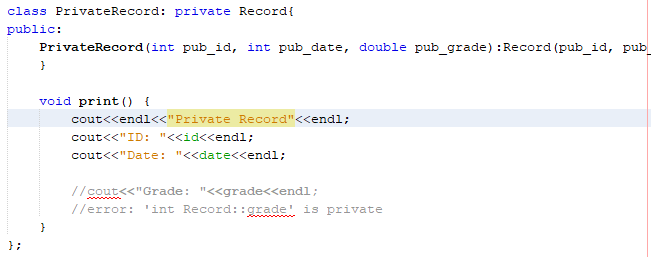 class PrivateRecord: private Record{
public:
    PrivateRecord(int pub_id, int pub_date, double pub_grade):Record(pub_id, pub_
    }

    void print() {
        cout<<endl<<"Private Record"<<endl;
        cout<<"ID: "<<id<<endl;
        cout<<"Date: "<<date<<endl;

        //cout<<"Grade: "<<grade<<endl;
        //error: 'int Record::grade' is private
    }
};